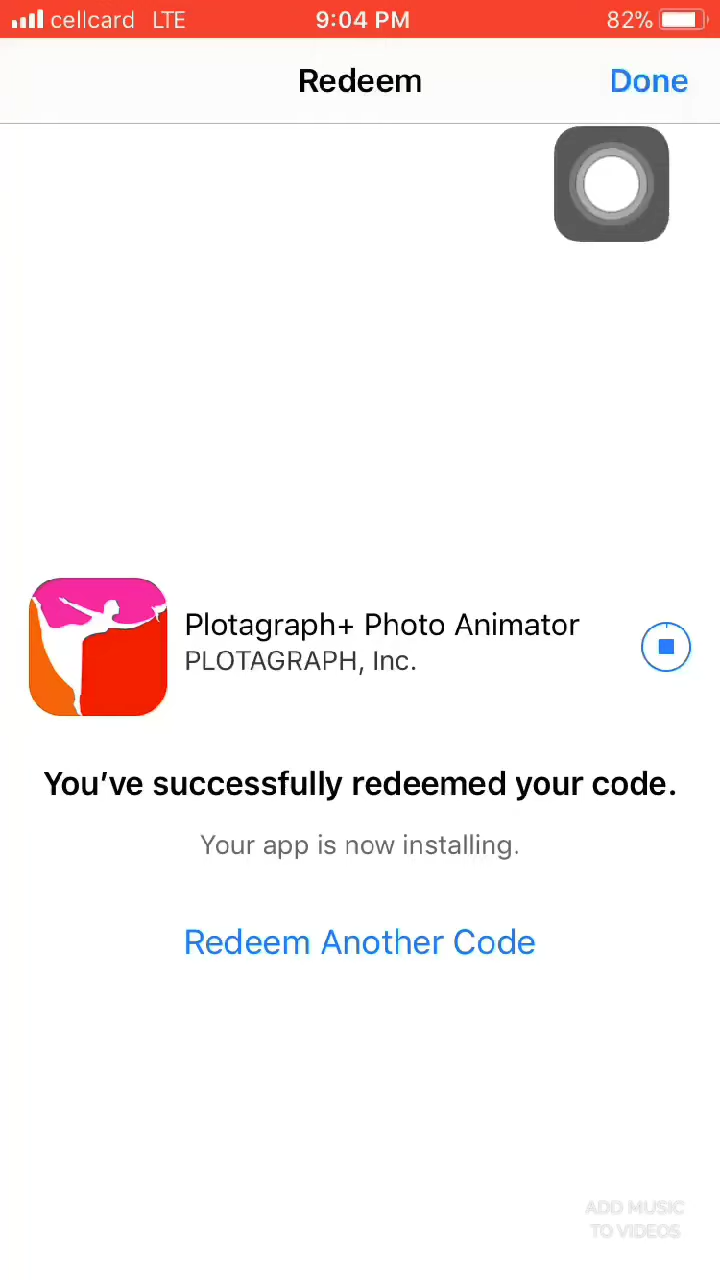 cellcard LTE 9:04 PM 82%
Redeem Done
Plotagraph+ Photo Animator
PLOTAGRAPH, Inc.
You’ve successfully redeemed your code.
Your app is now installing.
Redeem Another Code
ADD MUSIC
TO VIDEOS